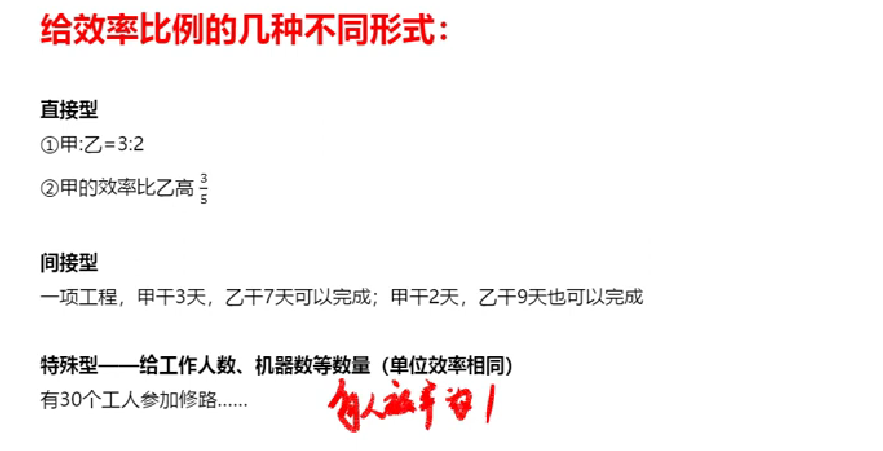 给效率比例的几种不同形式：
直接型
①甲:乙=3:2
②甲的效率比乙高 3/5
间接型
一项工程，甲干3天，乙干7天可以完成；甲干2天，乙干9天也可以完成
特殊型——给工作人数、机器数等数量（单位效率相同）
有30个工人参加修路…… 每人效率为1